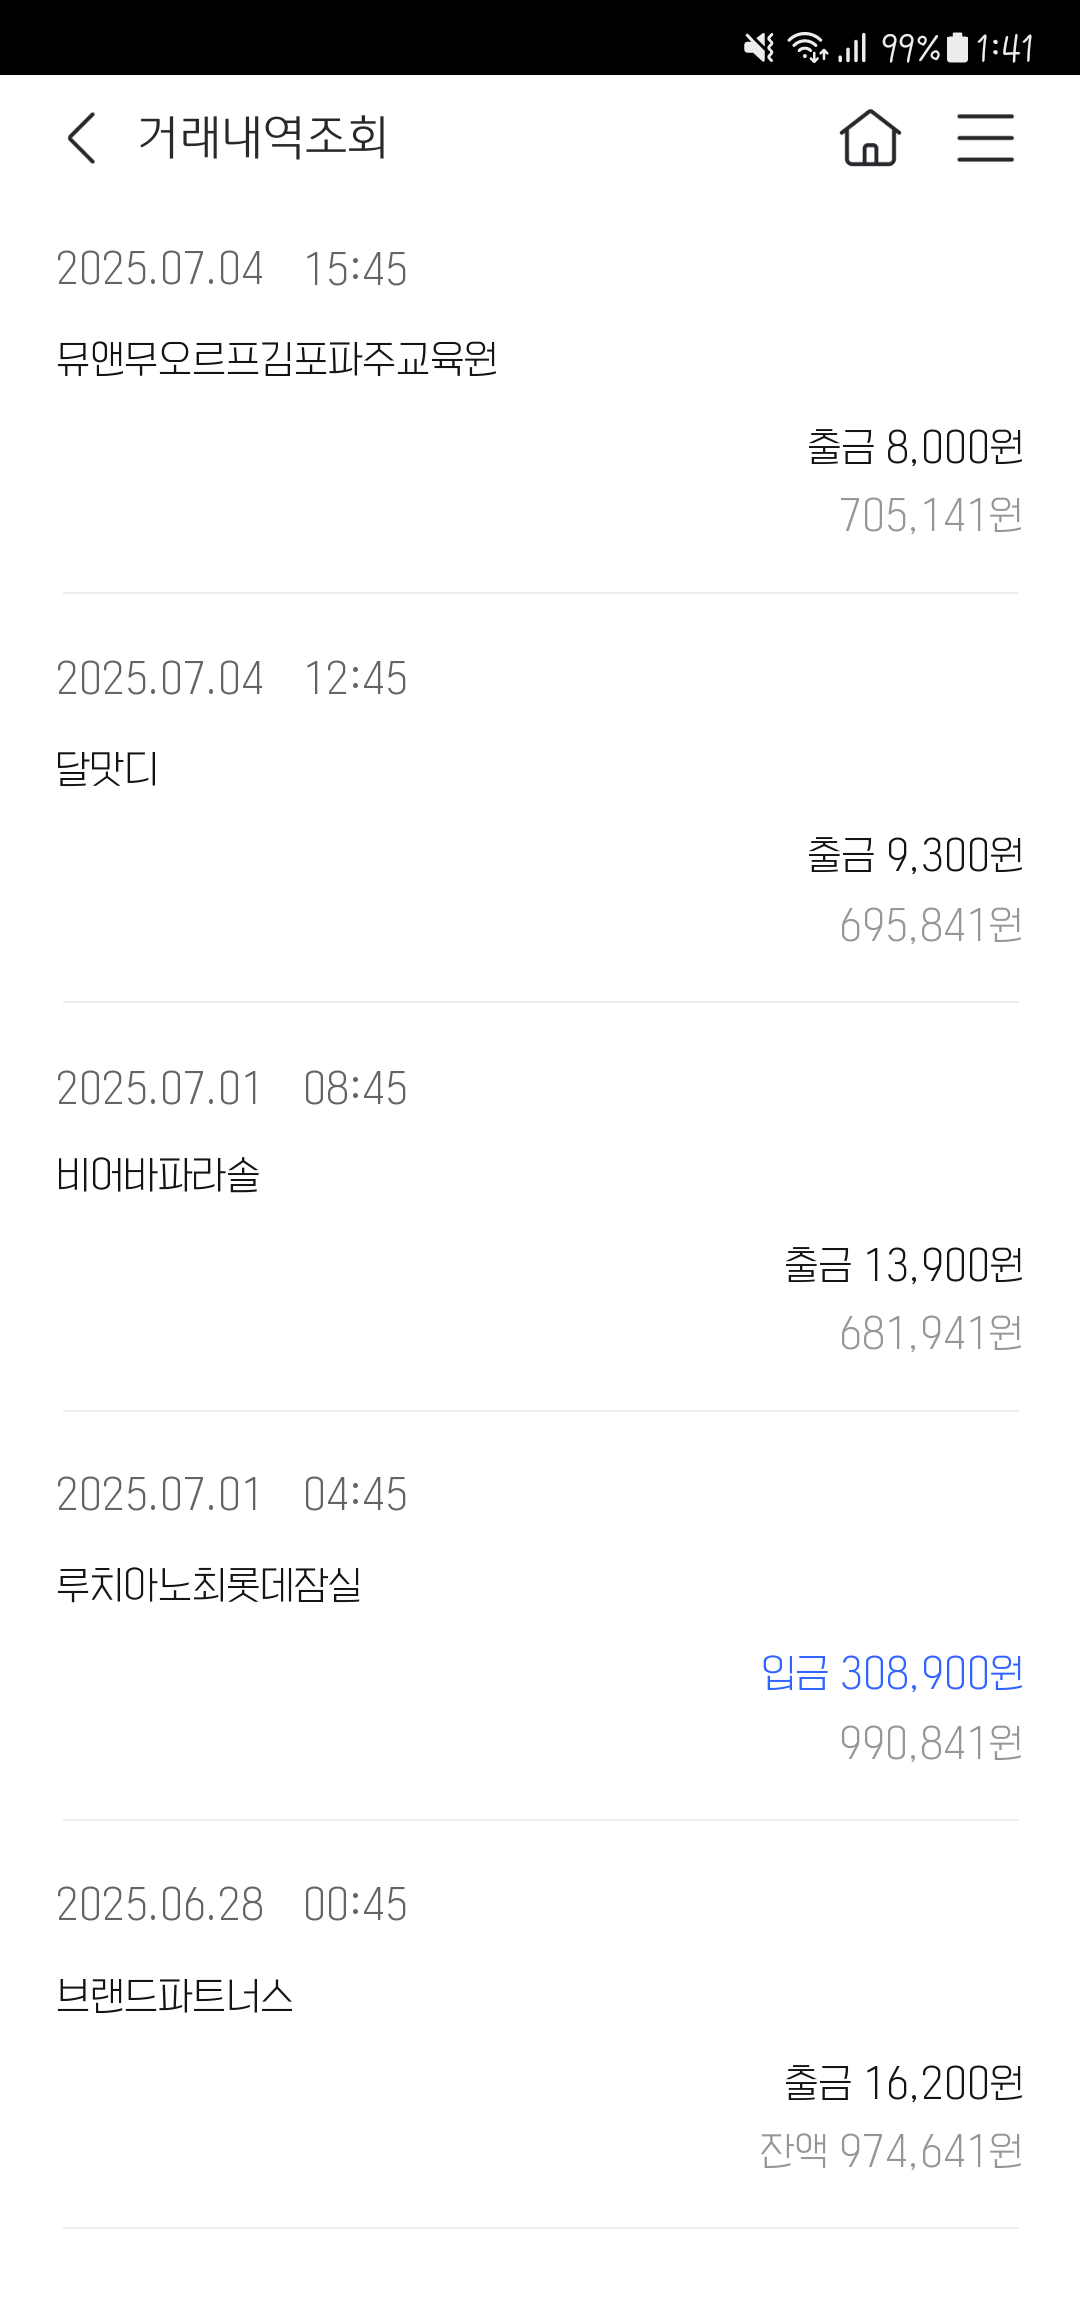 99% 1:41
거래내역조회
2025.07.04 15:45
뮤앤무오르프김포파주교육원
출금 8,000원
705,141원
2025.07.04 12:45
달맛디
출금 9,300원
695,841원
2025.07.01 08:45
비어바파라솔
출금 13,900원
681,941원
2025.07.01 04:45
루치아노최롯데잠실
입금 308,900원
990,841원
2025.06.28 00:45
브랜드파트너스
출금 16,200원
잔액 974,641원